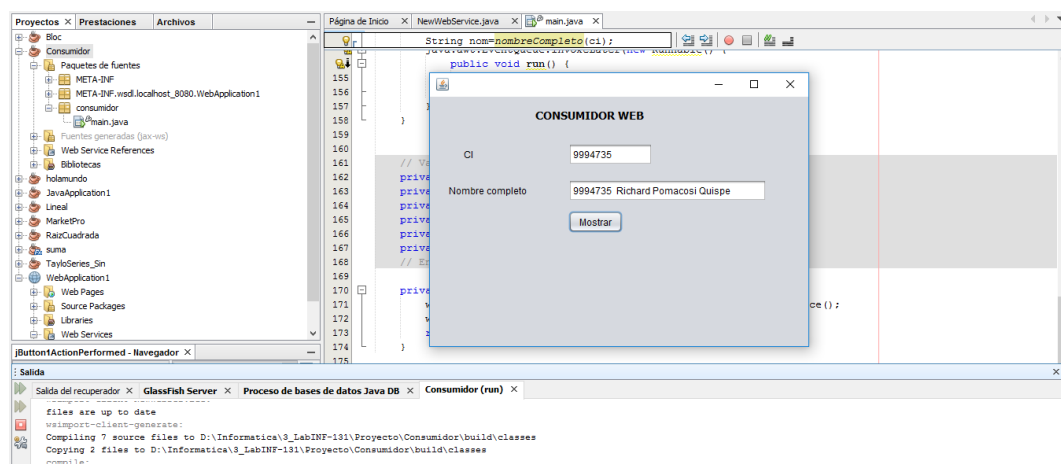 Proyectos × Prestaciones Archivos
Página de Inicio × NewWebService.java × main.java ×
Bloc
Consumidor
Paquetes de fuentes
META-INF
META-INF.wsdl.localhost_8080.WebApplication1
consumidor
main.java
Fuentes generadas (jax-ws)
Web Service References
Bibliotecas
holamundo
JavaApplication1
Lineal
MarketPro
RaizCuadrada
suma
TayloSeries_Sin
WebApplication1
Web Pages
Source Packages
Libraries
Web Services
jButton1ActionPerformed - Navegador ×
String nom=nombreCompleto(ci);
java.awt.EventQueue.invokeLater(new Runnable() {
public void run() {
155
156
157 }
158 }
159
160
161 // Va
162 priva
163 priva
164 priva
165 priva
166 priva
167 priva
168 // En
169
170 priva
171 ce();
172
173
174 }
175
CONSUMIDOR WEB
CI 9994735
Nombre completo 9994735 Richard Pomacosi Quispe
Mostrar
Salida
Salida del recuperador × GlassFish Server × Proceso de bases de datos Java DB × Consumidor (run) ×
files are up to date
wsimport-client-generate:
Compiling 7 source files to D:\Informatica\3_LabINF-131\Proyecto\Consumidor\build\classes
Copying 2 files to D:\Informatica\3_LabINF-131\Proyecto\Consumidor\build\classes
compile: